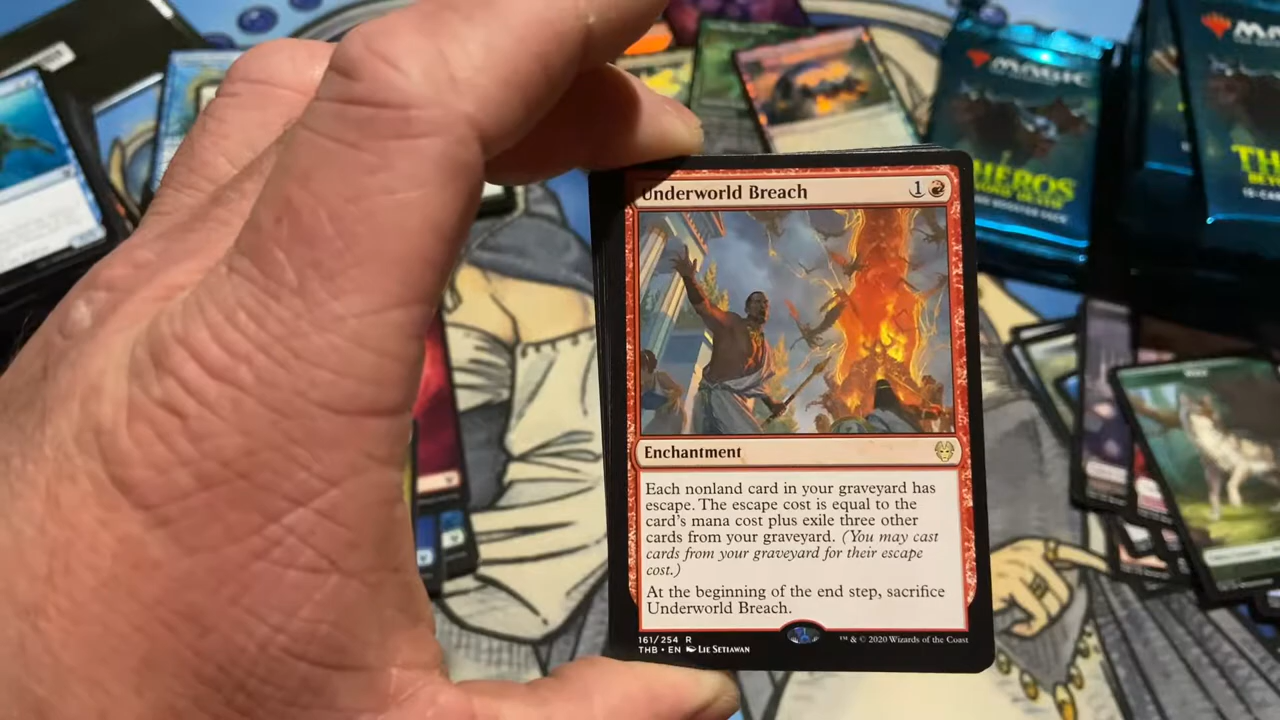 Underworld Breach
1
Enchantment
Each nonland card in your graveyard has
escape. The escape cost is equal to the
card's mana cost plus exile three other
cards from your graveyard. (You may cast
cards from your graveyard for their escape
cost.)
At the beginning of the end step, sacrifice
Underworld Breach.
161/254 R
THB • EN LIE SETIAWAN
™ & © 2020 Wizards of the Coast
MAGIC
THEROS